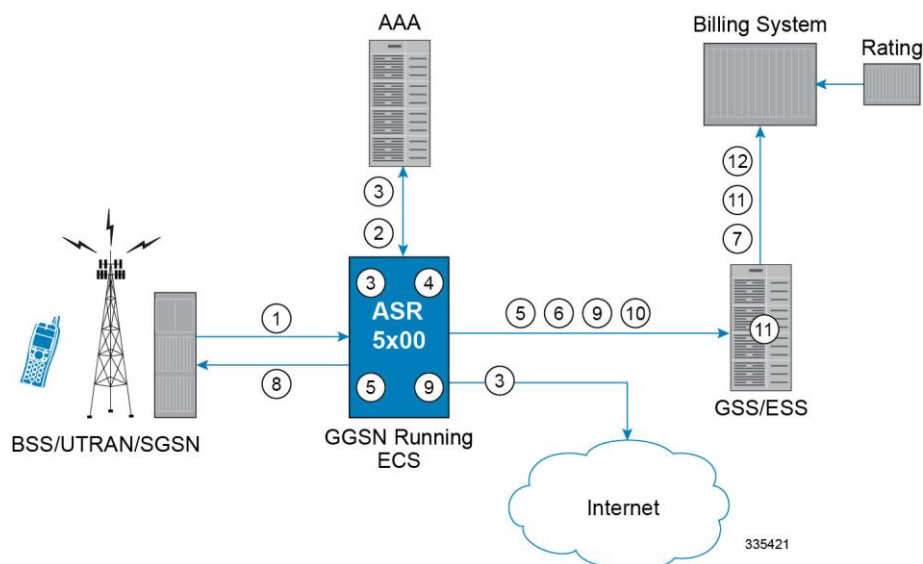 AAA
Billing System
Rating
3
2
12
11
7
3 4
ASR
5x00
5 9
1
8
5 6 9 10
3
11
BSS/UTRAN/SGSN
GGSN Running
ECS
GSS/ESS
Internet
335421